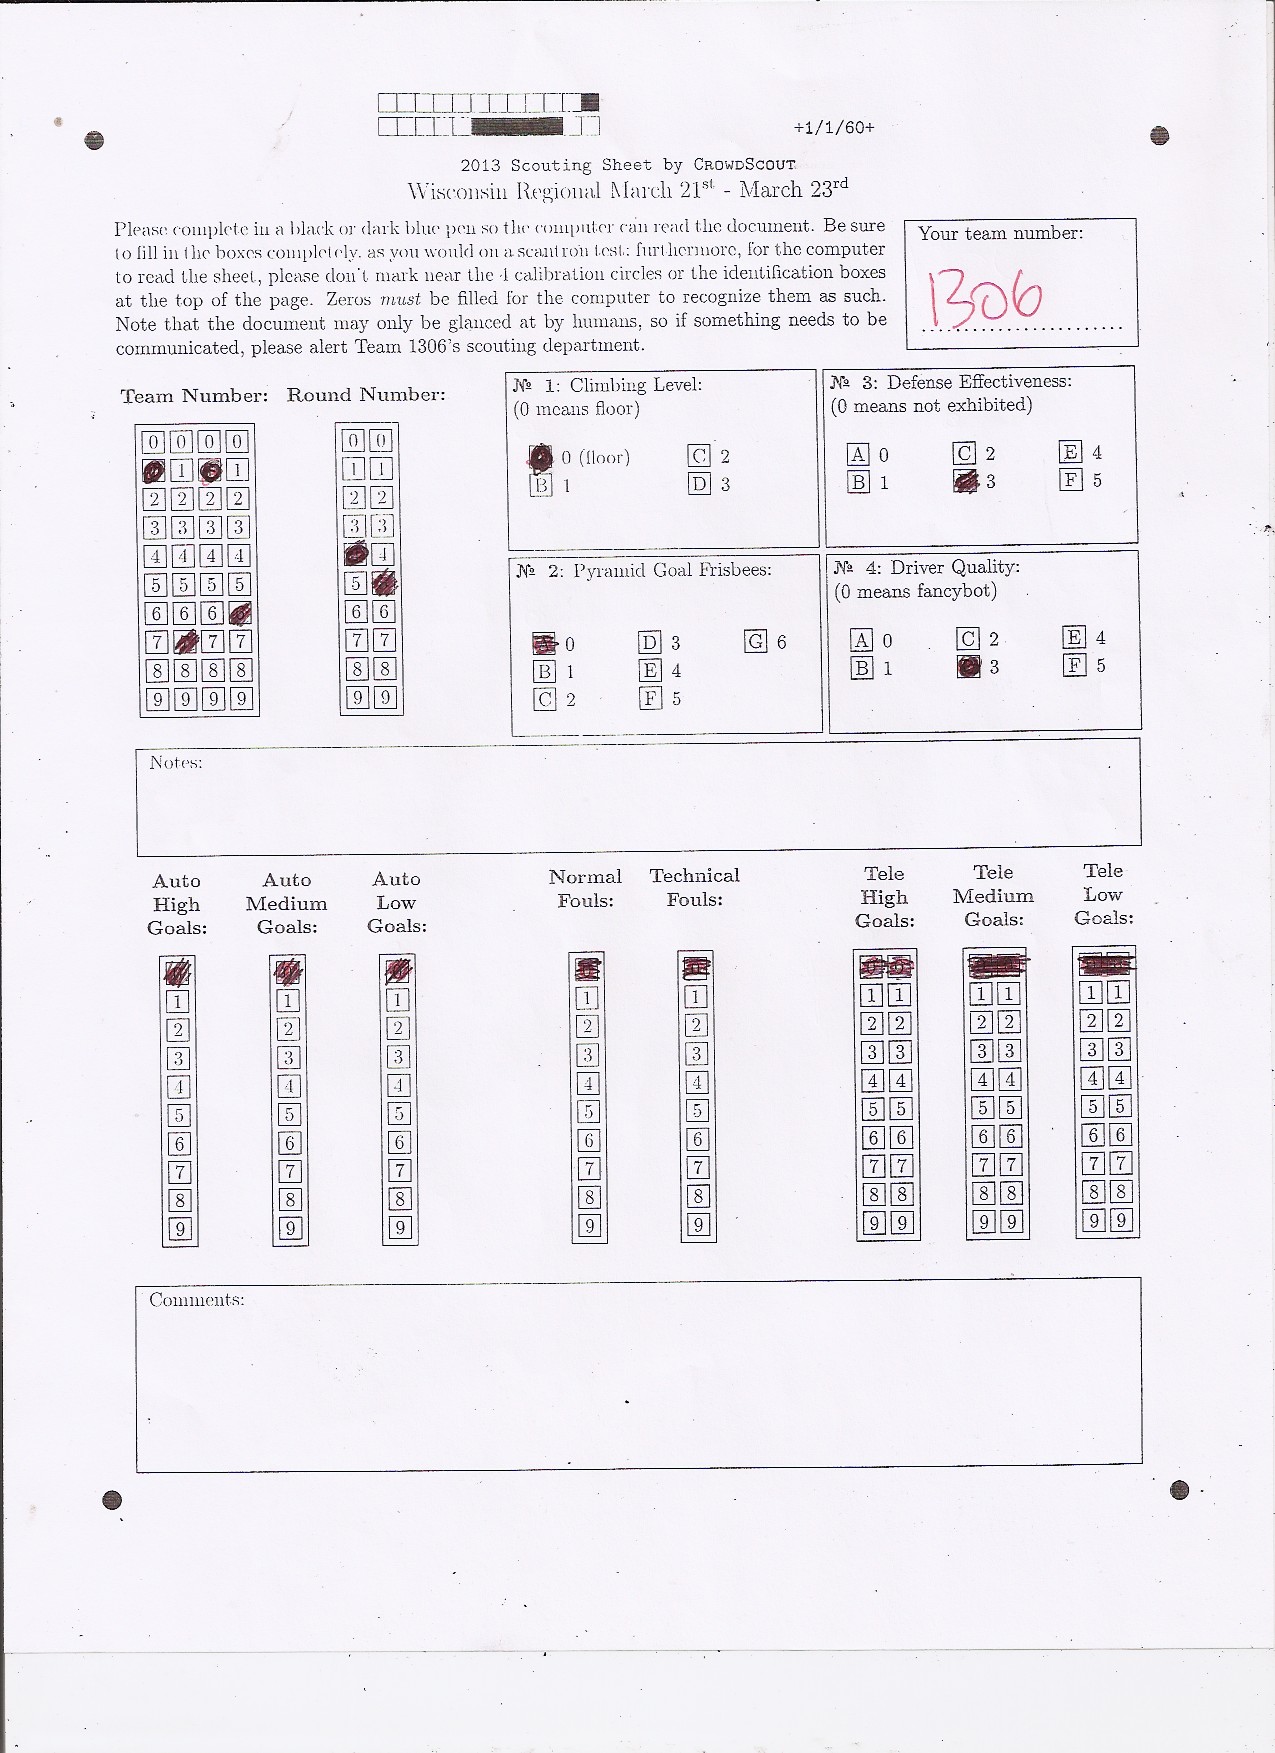 +1/1/60+
2013 Scouting Sheet by CROWDSCOUT
Wisconsin Regional March 21st - March 23rd
Please complete in a black or dark blue pen so the computer can read the document. Be sure
to fill in the boxes completely, as you would on a scantron test; furthermore, for the computer
to read the sheet, please don't mark near the 4 calibration circles or the identification boxes
at the top of the page. Zeros must be filled for the computer to recognize them as such.
Note that the document may only be glanced at by humans, so if something needs to be
communicated, please alert Team 1306's scouting department.
Your team number:
1306
Team Number: Round Number:
0 0 0 0
1 1
2 2 2 2
3 3 3 3
4 4 4 4
5 5 5 5
6 6 6
7 7 7
8 8 8 8
9 9 9 9
0 0
1 1
2 2
3 3
4
5
6 6
7 7
8 8
9 9
№ 1: Climbing Level:
(0 means floor)
0 (floor) C 2
B 1 D 3
№ 3: Defense Effectiveness:
(0 means not exhibited)
A 0 C 2 E 4
B 1 3 F 5
№ 2: Pyramid Goal Frisbees:
0 D 3 G 6
B 1 E 4
C 2 F 5
№ 4: Driver Quality:
(0 means fancybot)
A 0 C 2 E 4
B 1 3 F 5
Notes:
Auto
High
Goals:
1
2
3
4
5
6
7
8
9
Auto
Medium
Goals:
1
2
3
4
5
6
7
8
9
Auto
Low
Goals:
1
2
3
4
5
6
7
8
9
Normal
Fouls:
1
2
3
4
5
6
7
8
9
Technical
Fouls:
1
2
3
4
5
6
7
8
9
Tele
High
Goals:
1 1
2 2
3 3
4 4
5 5
6 6
7 7
8 8
9 9
Tele
Medium
Goals:
1 1
2 2
3 3
4 4
5 5
6 6
7 7
8 8
9 9
Tele
Low
Goals:
1 1
2 2
3 3
4 4
5 5
6 6
7 7
8 8
9 9
Comments: